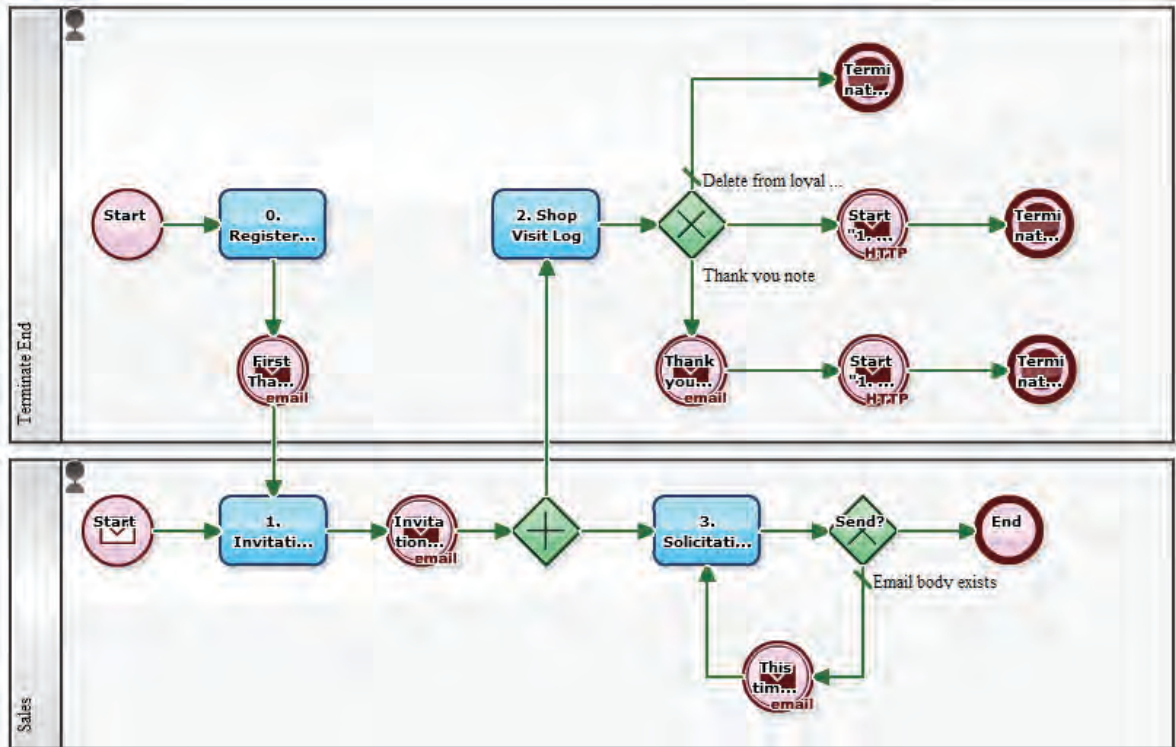 Terminate End
Termi
nat...
Delete from loyal ...
Start
0.
Register...
2. Shop
Visit Log
Start
"1. ...
HTTP
Termi
nat...
Thank you note
First
Tha...
email
Thank
you...
email
Start
"1. ...
HTTP
Termi
nat...
Sales
Start
1.
Invitati...
Invita
tion...
email
3.
Solicitati...
Send?
End
Email body exists
This
tim...
email